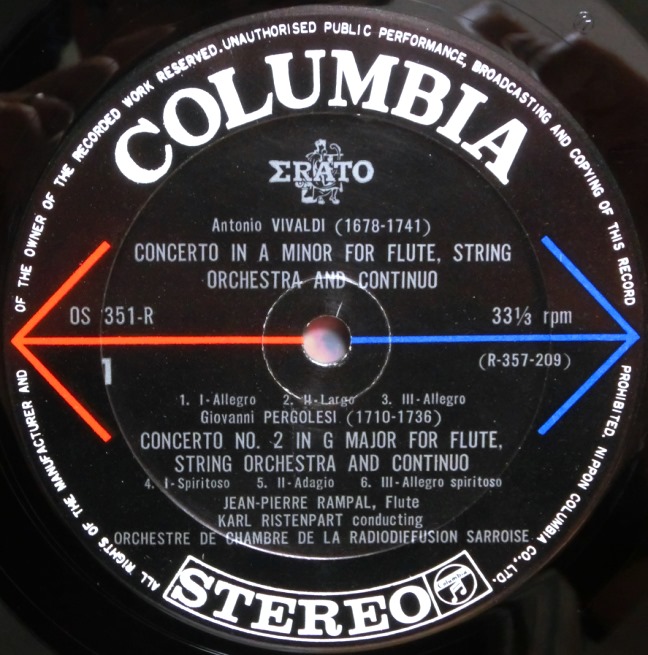 ALL RIGHTS OF THE MANUFACTURER AND OF THE OWNER OF THE RECORDED WORK RESERVED. UNAUTHORISED PUBLIC PERFORMANCE, BROADCASTING AND COPYING OF THIS RECORD PROHIBITED. NIPPON COLUMBIA CO., LTD.
COLUMBIA
ERATO
Antonio VIVALDI (1678-1741)
CONCERTO IN A MINOR FOR FLUTE, STRING
ORCHESTRA AND CONTINUO
OS 351-R
33⅓ rpm
(R-357-209)
1
1. I-Allegro 2. II-Largo 3. III-Allegro
Giovanni PERGOLESI (1710-1736)
CONCERTO NO. 2 IN G MAJOR FOR FLUTE,
STRING ORCHESTRA AND CONTINUO
4. I-Spiritoso 5. II-Adagio 6. III-Allegro spiritoso
JEAN-PIERRE RAMPAL, Flute
KARL RISTENPART conducting
ORCHESTRE DE CHAMBRE DE LA RADIODIFFUSION SARROISE
STEREO
Columbia